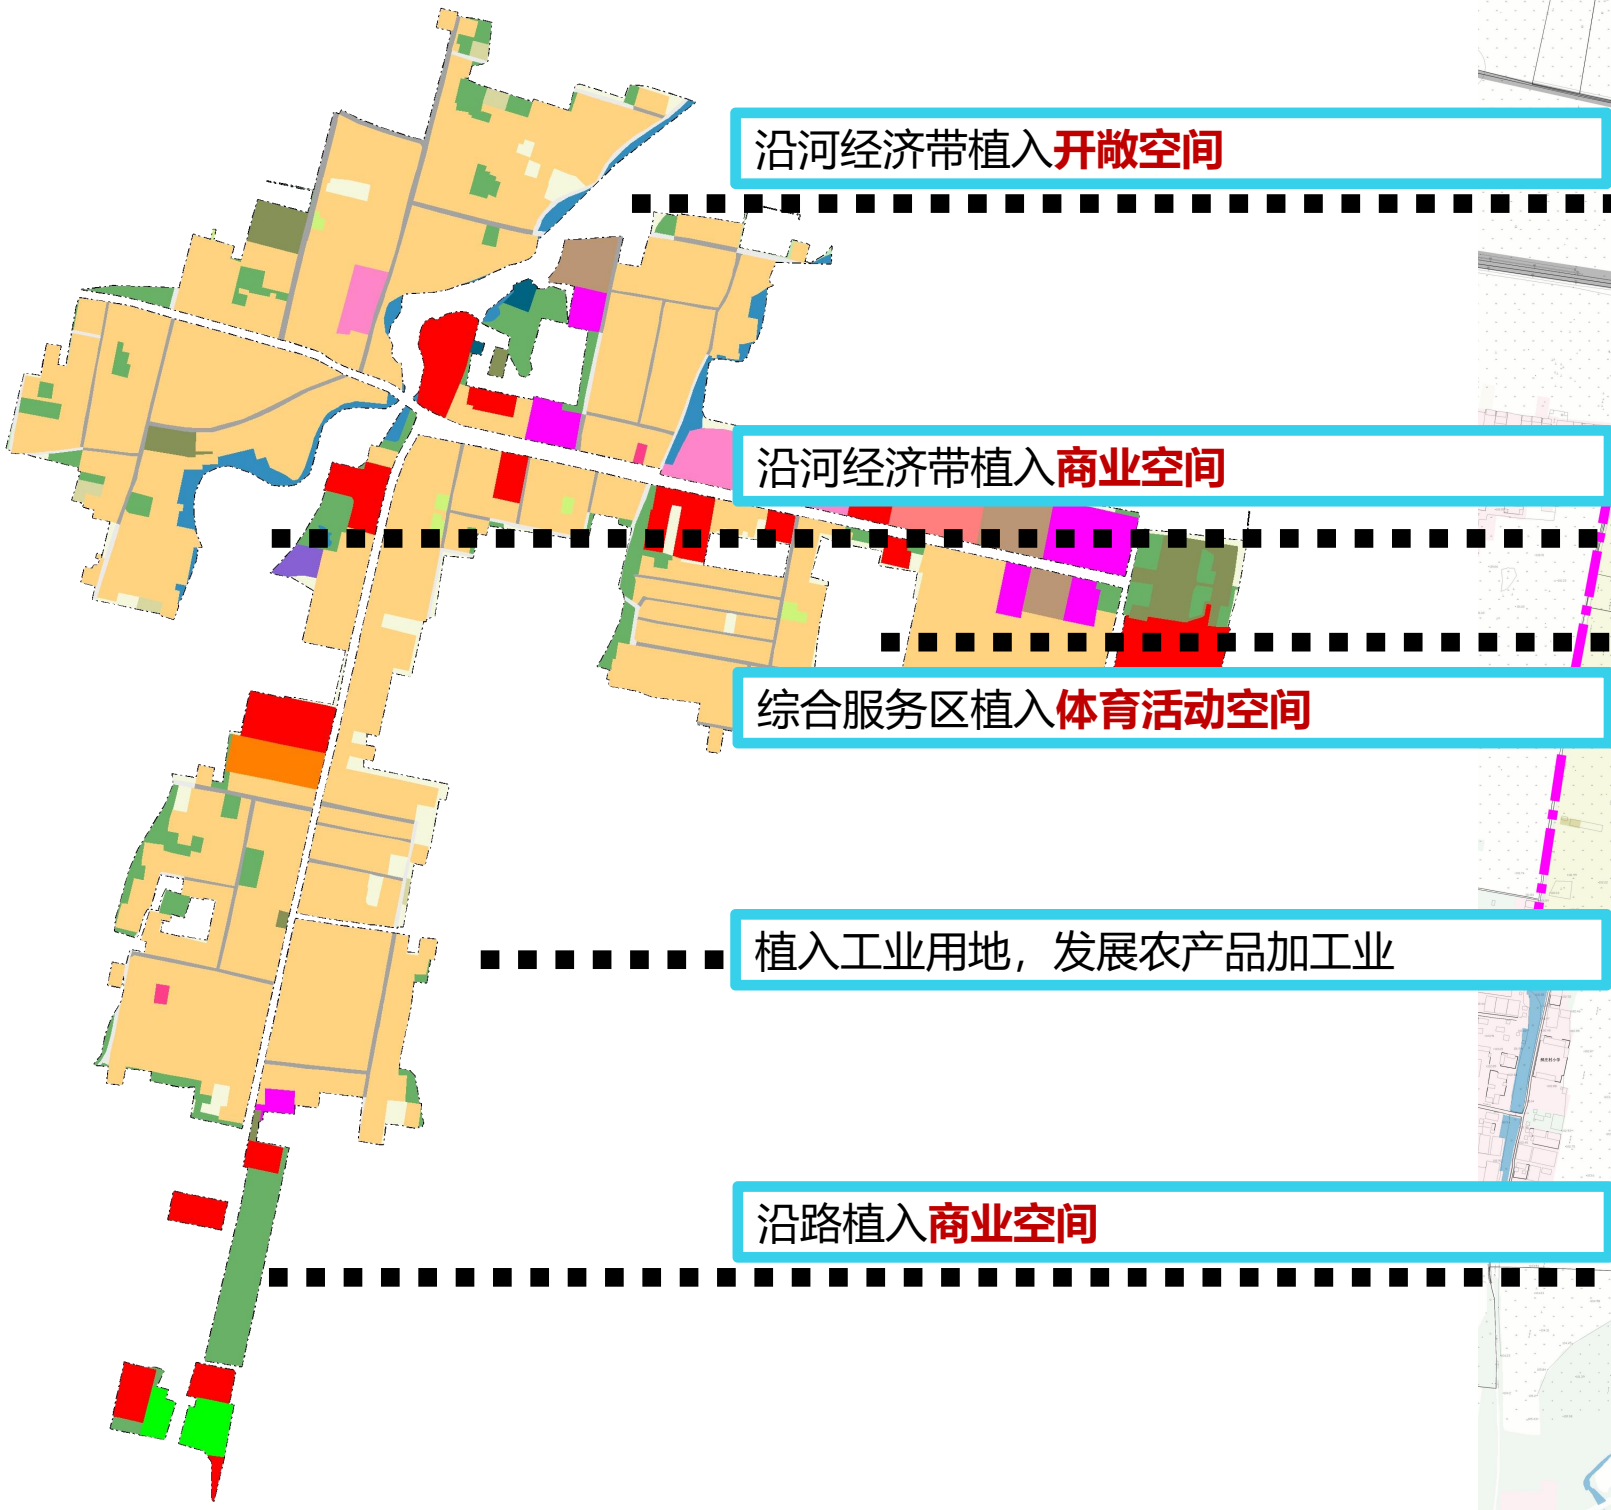 沿河经济带植入开敞空间
沿河经济带植入商业空间
综合服务区植入体育活动空间
植入工业用地，发展农产品加工业
沿路植入商业空间